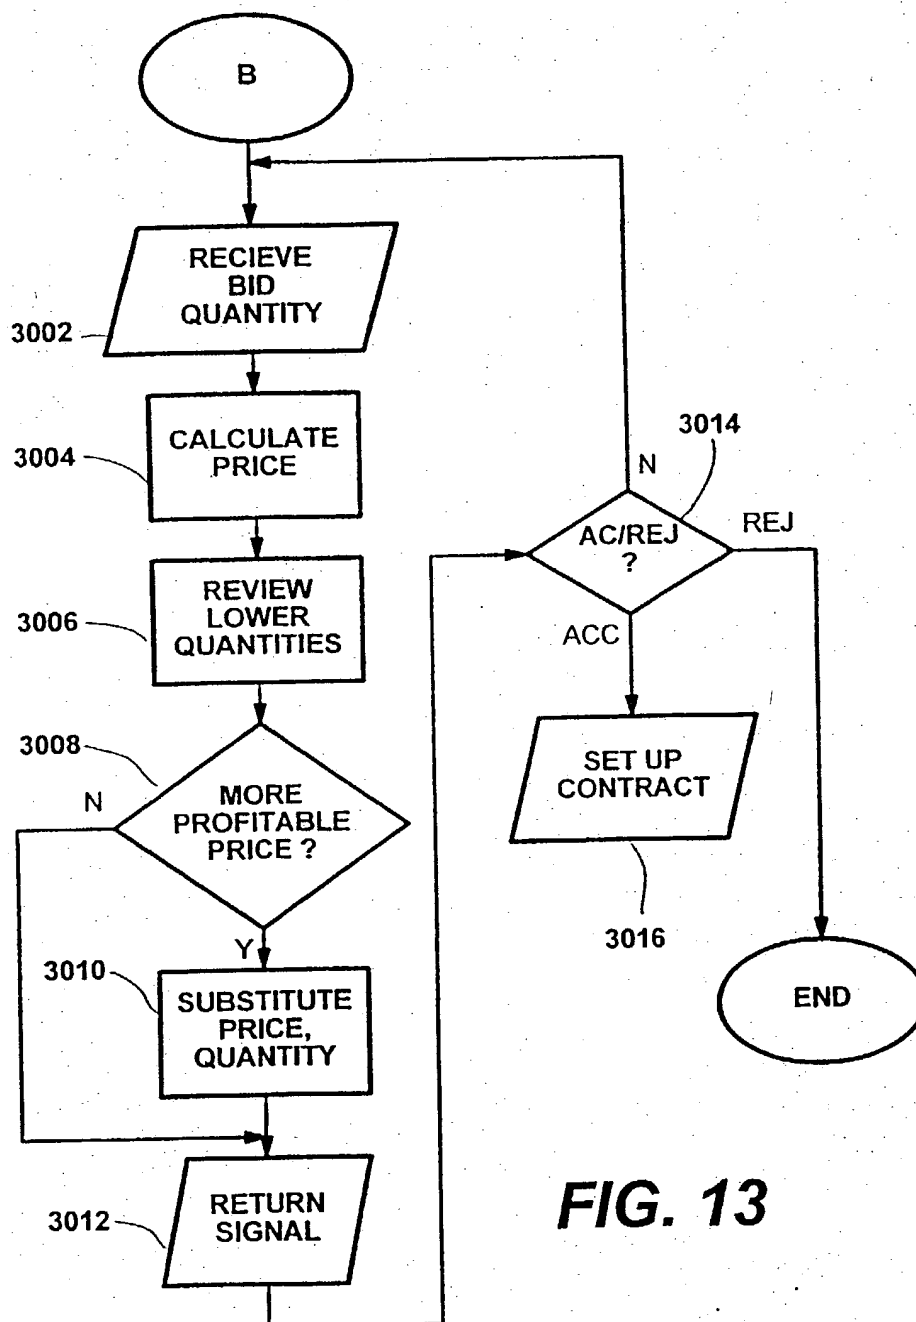 B
RECIEVE
BID
QUANTITY
3002
CALCULATE
PRICE
3004
REVIEW
LOWER
QUANTITIES
3006
3008
N
MORE
PROFITABLE
PRICE ?
Y
3010
SUBSTITUTE
PRICE,
QUANTITY
3012
RETURN
SIGNAL
3014
N
AC/REJ
?
REJ
ACC
SET UP
CONTRACT
3016
END
FIG. 13